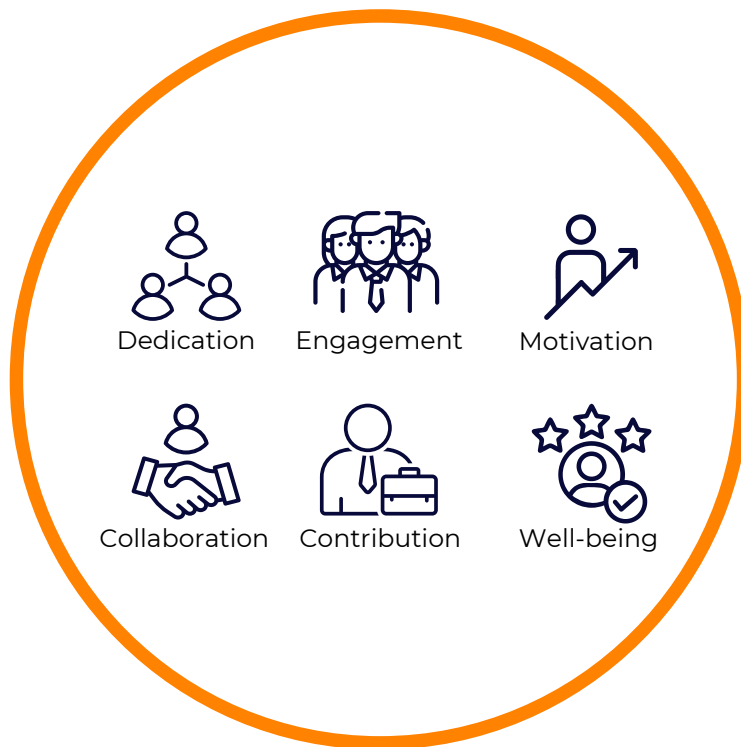 Dedication
Engagement
Motivation
Collaboration
Contribution
Well-being